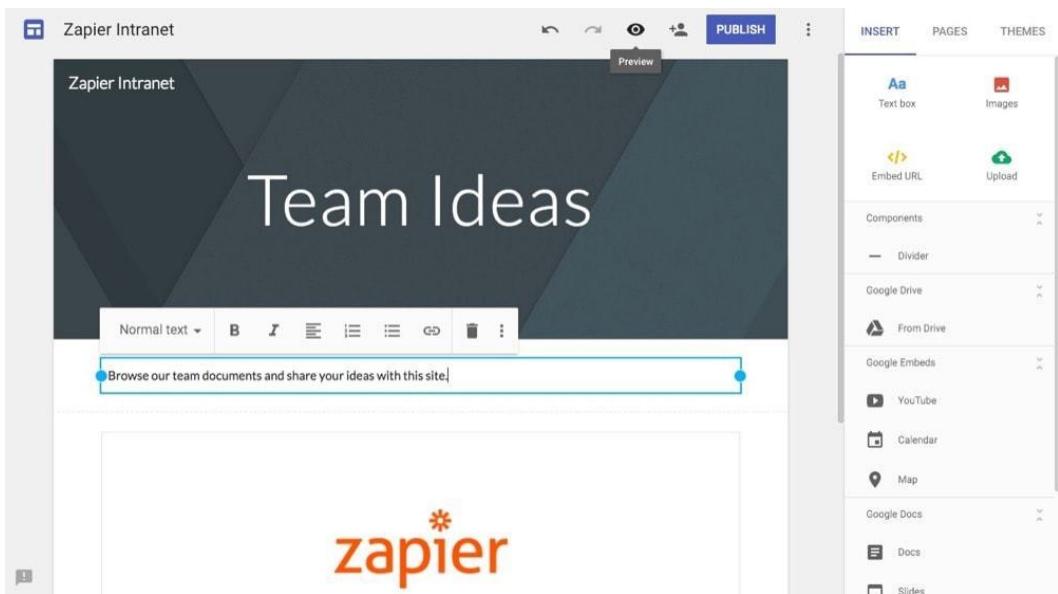 Zapier Intranet
PUBLISH
INSERT PAGES THEMES
Preview
Zapier Intranet
Team Ideas
Normal text
B I
Browse our team documents and share your ideas with this site.
zapier
Aa
Text box
Images
</>
Embed URL
Upload
Components
Divider
Google Drive
From Drive
Google Embeds
YouTube
Calendar
Map
Google Docs
Docs
Slides